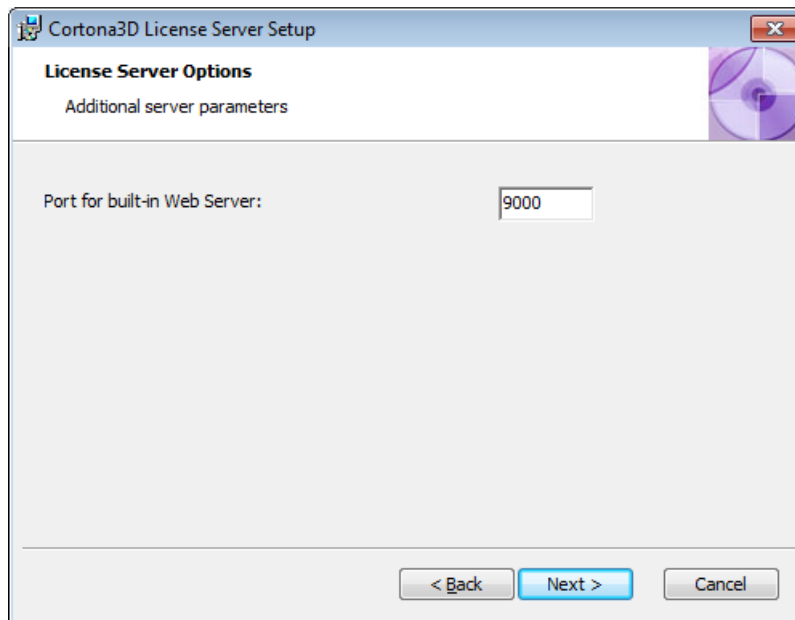 Cortona3D License Server Setup
License Server Options
Additional server parameters
Port for built-in Web Server:
9000
< Back
Next >
Cancel